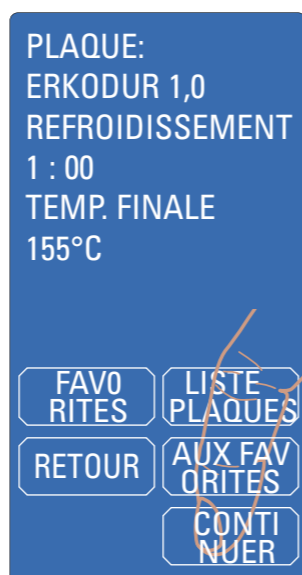 PLAQUE:
ERKODUR 1,0
REFROIDISSEMENT
1 : 00
TEMP. FINALE
155°C
FAVO
RITES
LISTE
PLAQUES
RETOUR
AUX FAV
ORITES
CONTI
NUER